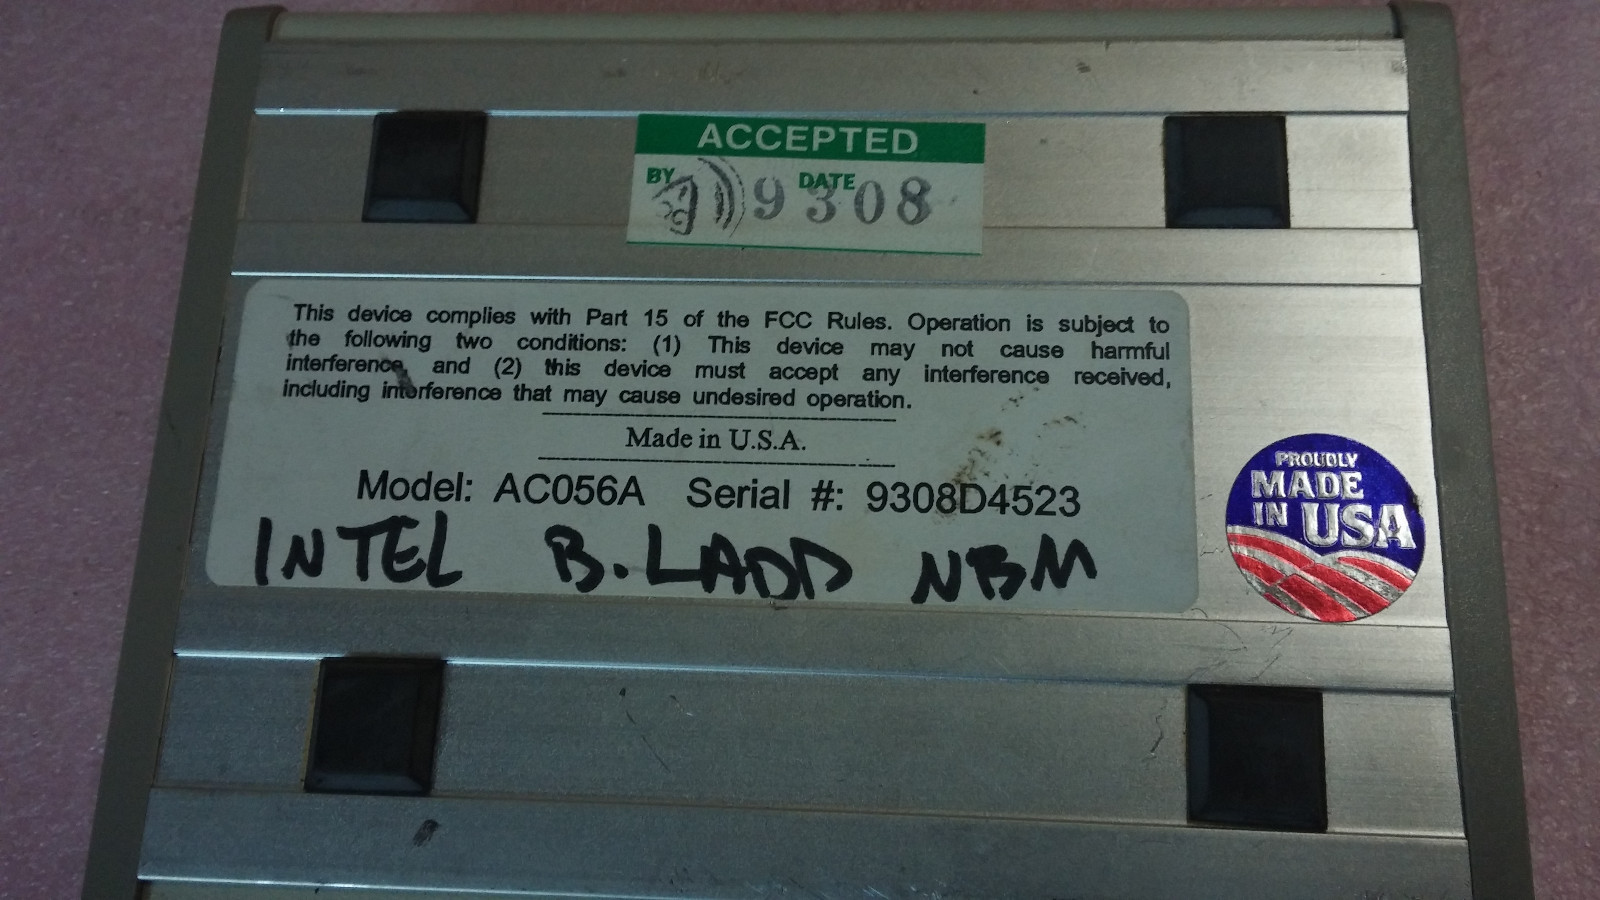 ACCEPTED
BY DATE
9308
This device complies with Part 15 of the FCC Rules. Operation is subject to
the following two conditions: (1) This device may not cause harmful
interference, and (2) this device must accept any interference received,
including interference that may cause undesired operation.
Made in U.S.A.
Model: AC056A Serial #: 9308D4523
INTEL B.LADD NBM
PROUDLY
MADE
IN USA